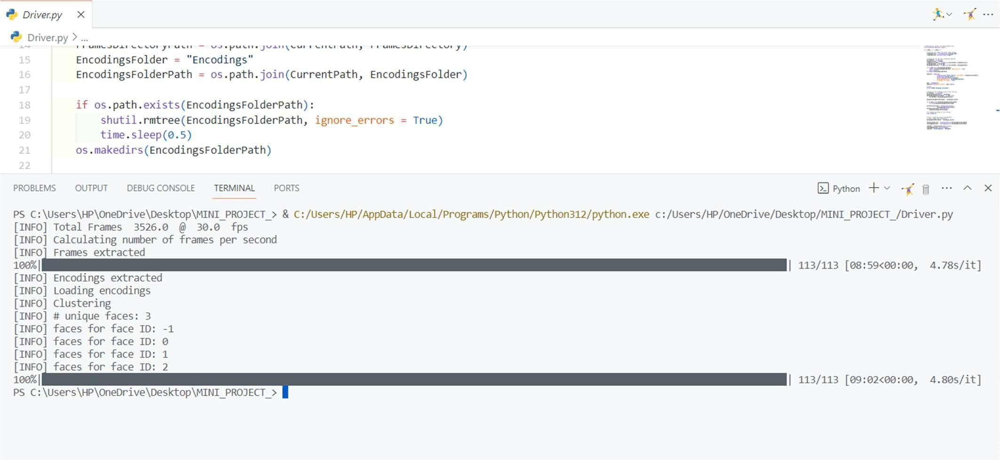 Driver.py
Driver.py > ...
14 FramesDirectoryPath = os.path.join(CurrentPath, FramesDirectory)
15 EncodingsFolder = "Encodings"
16 EncodingsFolderPath = os.path.join(CurrentPath, EncodingsFolder)
17
18 if os.path.exists(EncodingsFolderPath):
19 shutil.rmtree(EncodingsFolderPath, ignore_errors = True)
20 time.sleep(0.5)
21 os.makedirs(EncodingsFolderPath)
22
PROBLEMS OUTPUT DEBUG CONSOLE TERMINAL PORTS Python
PS C:\Users\HP\OneDrive\Desktop\MINI_PROJECT_> & C:/Users/HP/AppData/Local/Programs/Python/Python312/python.exe c:/Users/HP/OneDrive/Desktop/MINI_PROJECT_/Driver.py
[INFO] Total Frames  3526.0  @  30.0  fps
[INFO] Calculating number of frames per second
[INFO] Frames extracted
100%| | 113/113 [08:59<00:00,  4.78s/it]
[INFO] Encodings extracted
[INFO] Loading encodings
[INFO] Clustering
[INFO] # unique faces: 3
[INFO] faces for face ID: -1
[INFO] faces for face ID: 0
[INFO] faces for face ID: 1
[INFO] faces for face ID: 2
100%| | 113/113 [09:02<00:00,  4.80s/it]
PS C:\Users\HP\OneDrive\Desktop\MINI_PROJECT_>